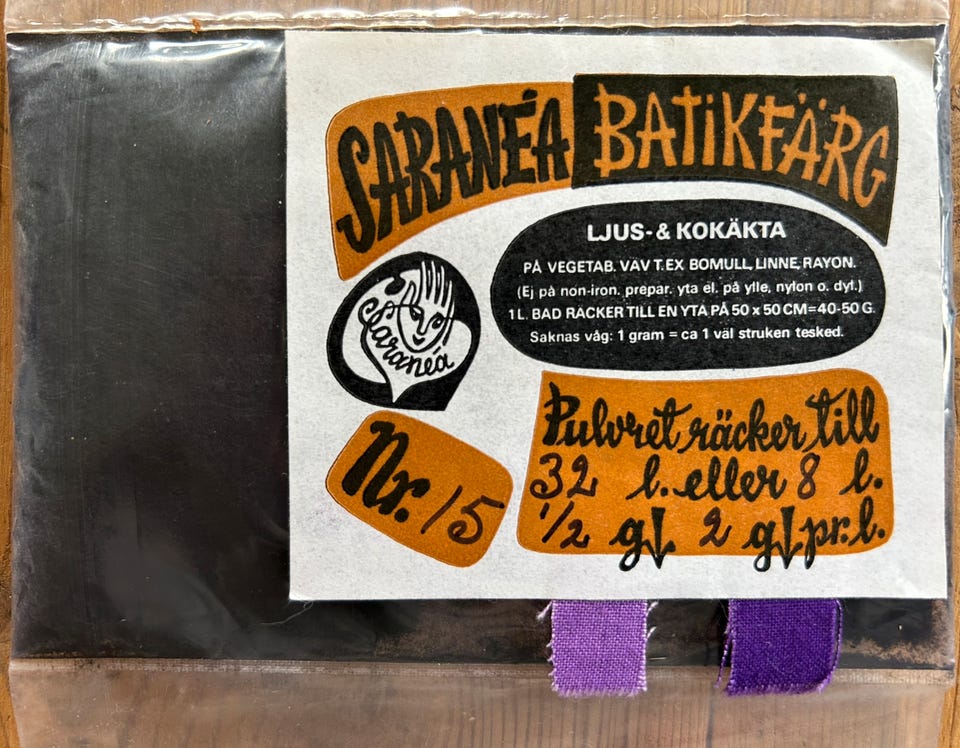 SARANÉA BATIKFÄRG
LJUS- & KOKÄKTA
PÅ VEGETAB. VÄV T.EX BOMULL, LINNE, RAYON.
(Ej på non-iron, prepar. yta el. på ylle, nylon o. dyl.)
1 L. BAD RÄCKER TILL EN YTA PÅ 50 x 50 CM=40-50 G.
Saknas våg: 1 gram = ca 1 väl struken tesked.
Saranéa
Nr. 15
Pulvret räcker till
32 l. eller 8 l.
1/2 g↓. 2 g↓pr.l.